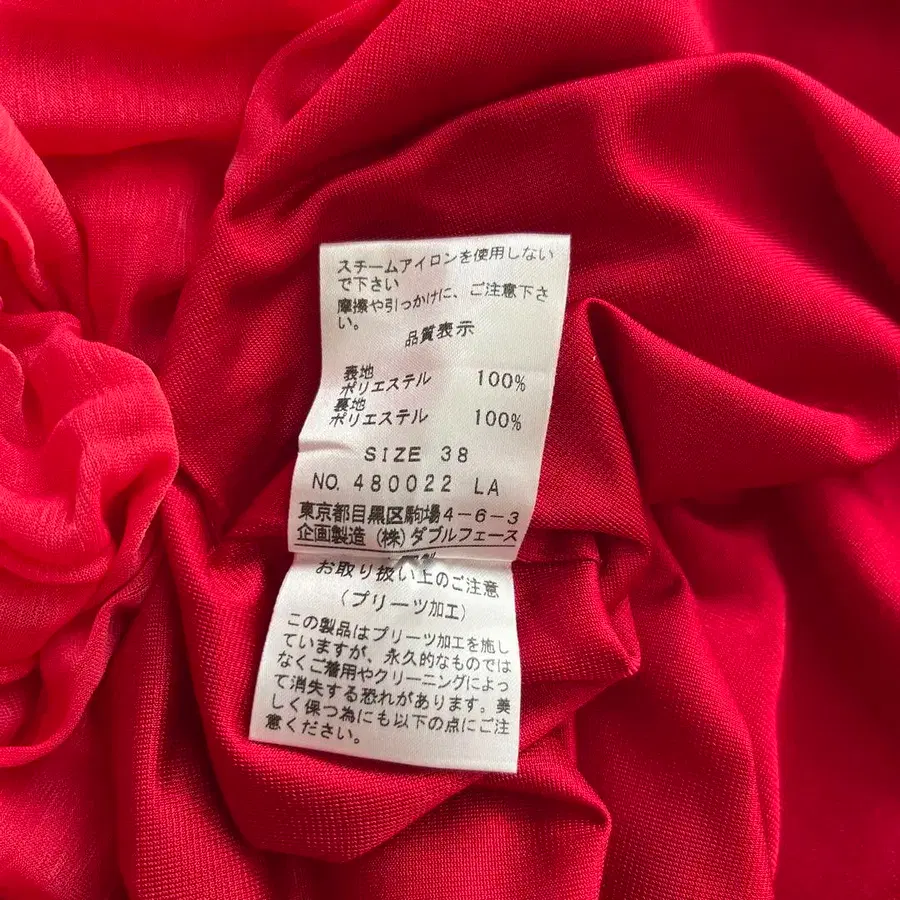 スチームアイロンを使用しない
で下さい
摩擦や引っかけに、ご注意下さ
い。
品質表示
表地
ポリエステル 100%
裏地
ポリエステル 100%
SIZE 38
NO. 480022 LA
東京都目黒区駒場4-6-3
企画製造 (株)ダブルフェース
お取り扱い上のご注意
(プリーツ加工)
この製品はプリーツ加工を施し
ていますが、永久的なものでは
なくご着用やクリーニングによっ
て消失する恐れがあります。美
しく保つ為にも以下の点にご注
意ください。